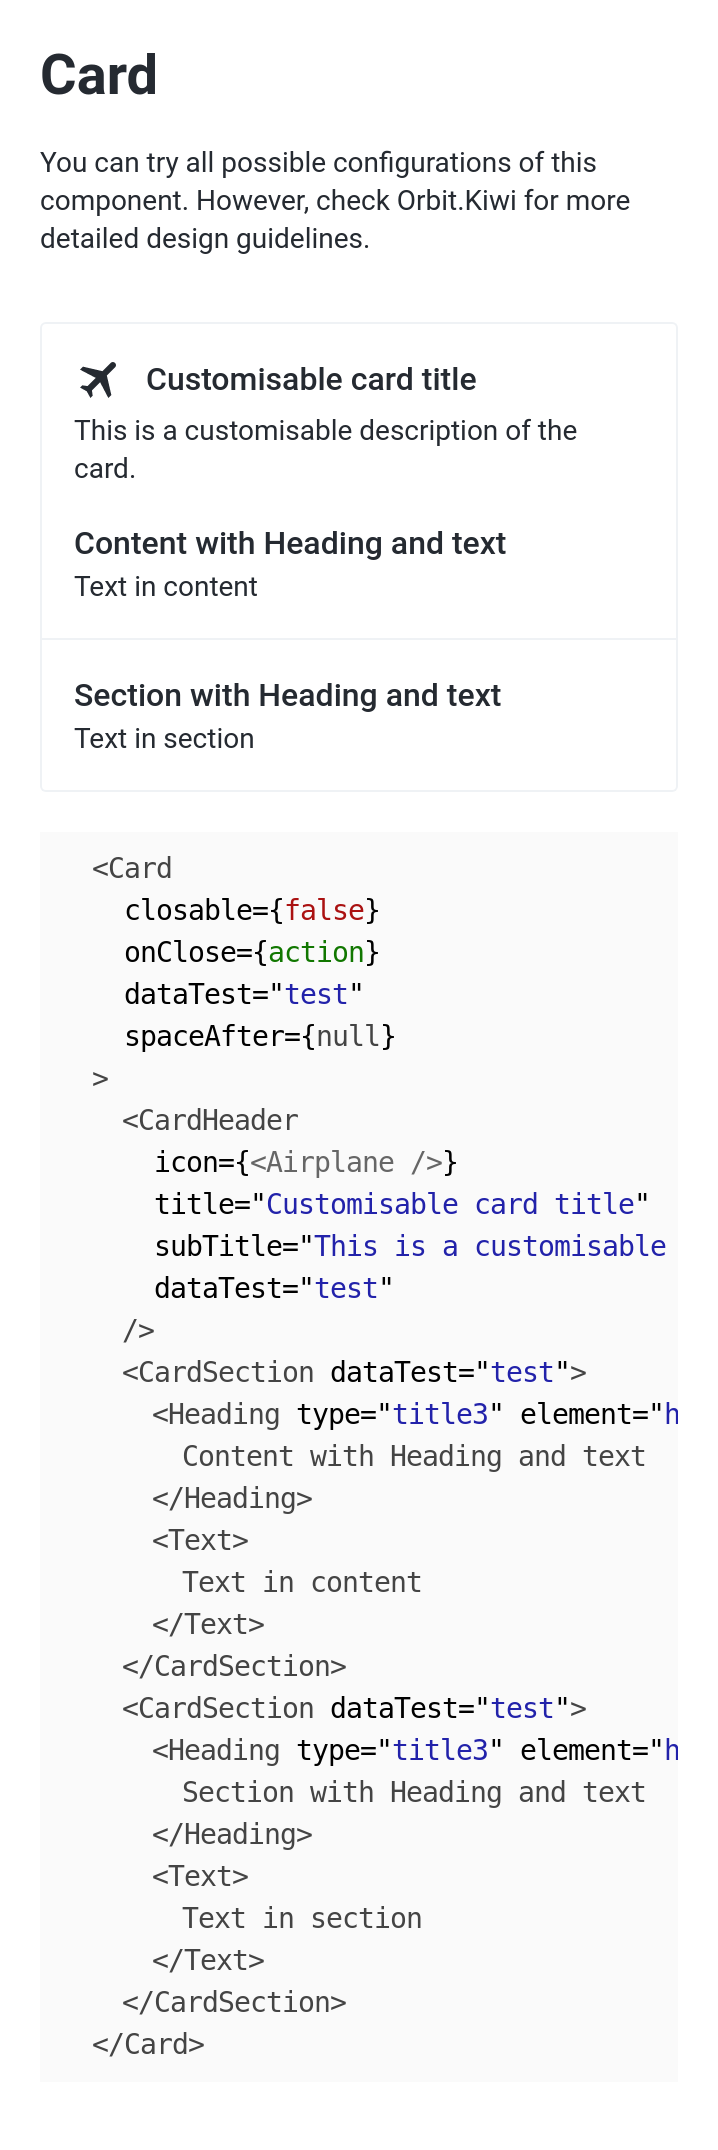 Card
You can try all possible configurations of this
component. However, check Orbit.Kiwi for more
detailed design guidelines.
Customisable card title
This is a customisable description of the
card.
Content with Heading and text
Text in content
Section with Heading and text
Text in section
<Card
closable={false}
onClose={action}
dataTest="test"
spaceAfter={null}
>
<CardHeader
icon={<Airplane />}
title="Customisable card title"
subTitle="This is a customisable
dataTest="test"
/>
<CardSection dataTest="test">
<Heading type="title3" element="h
Content with Heading and text
</Heading>
<Text>
Text in content
</Text>
</CardSection>
<CardSection dataTest="test">
<Heading type="title3" element="h
Section with Heading and text
</Heading>
<Text>
Text in section
</Text>
</CardSection>
</Card>